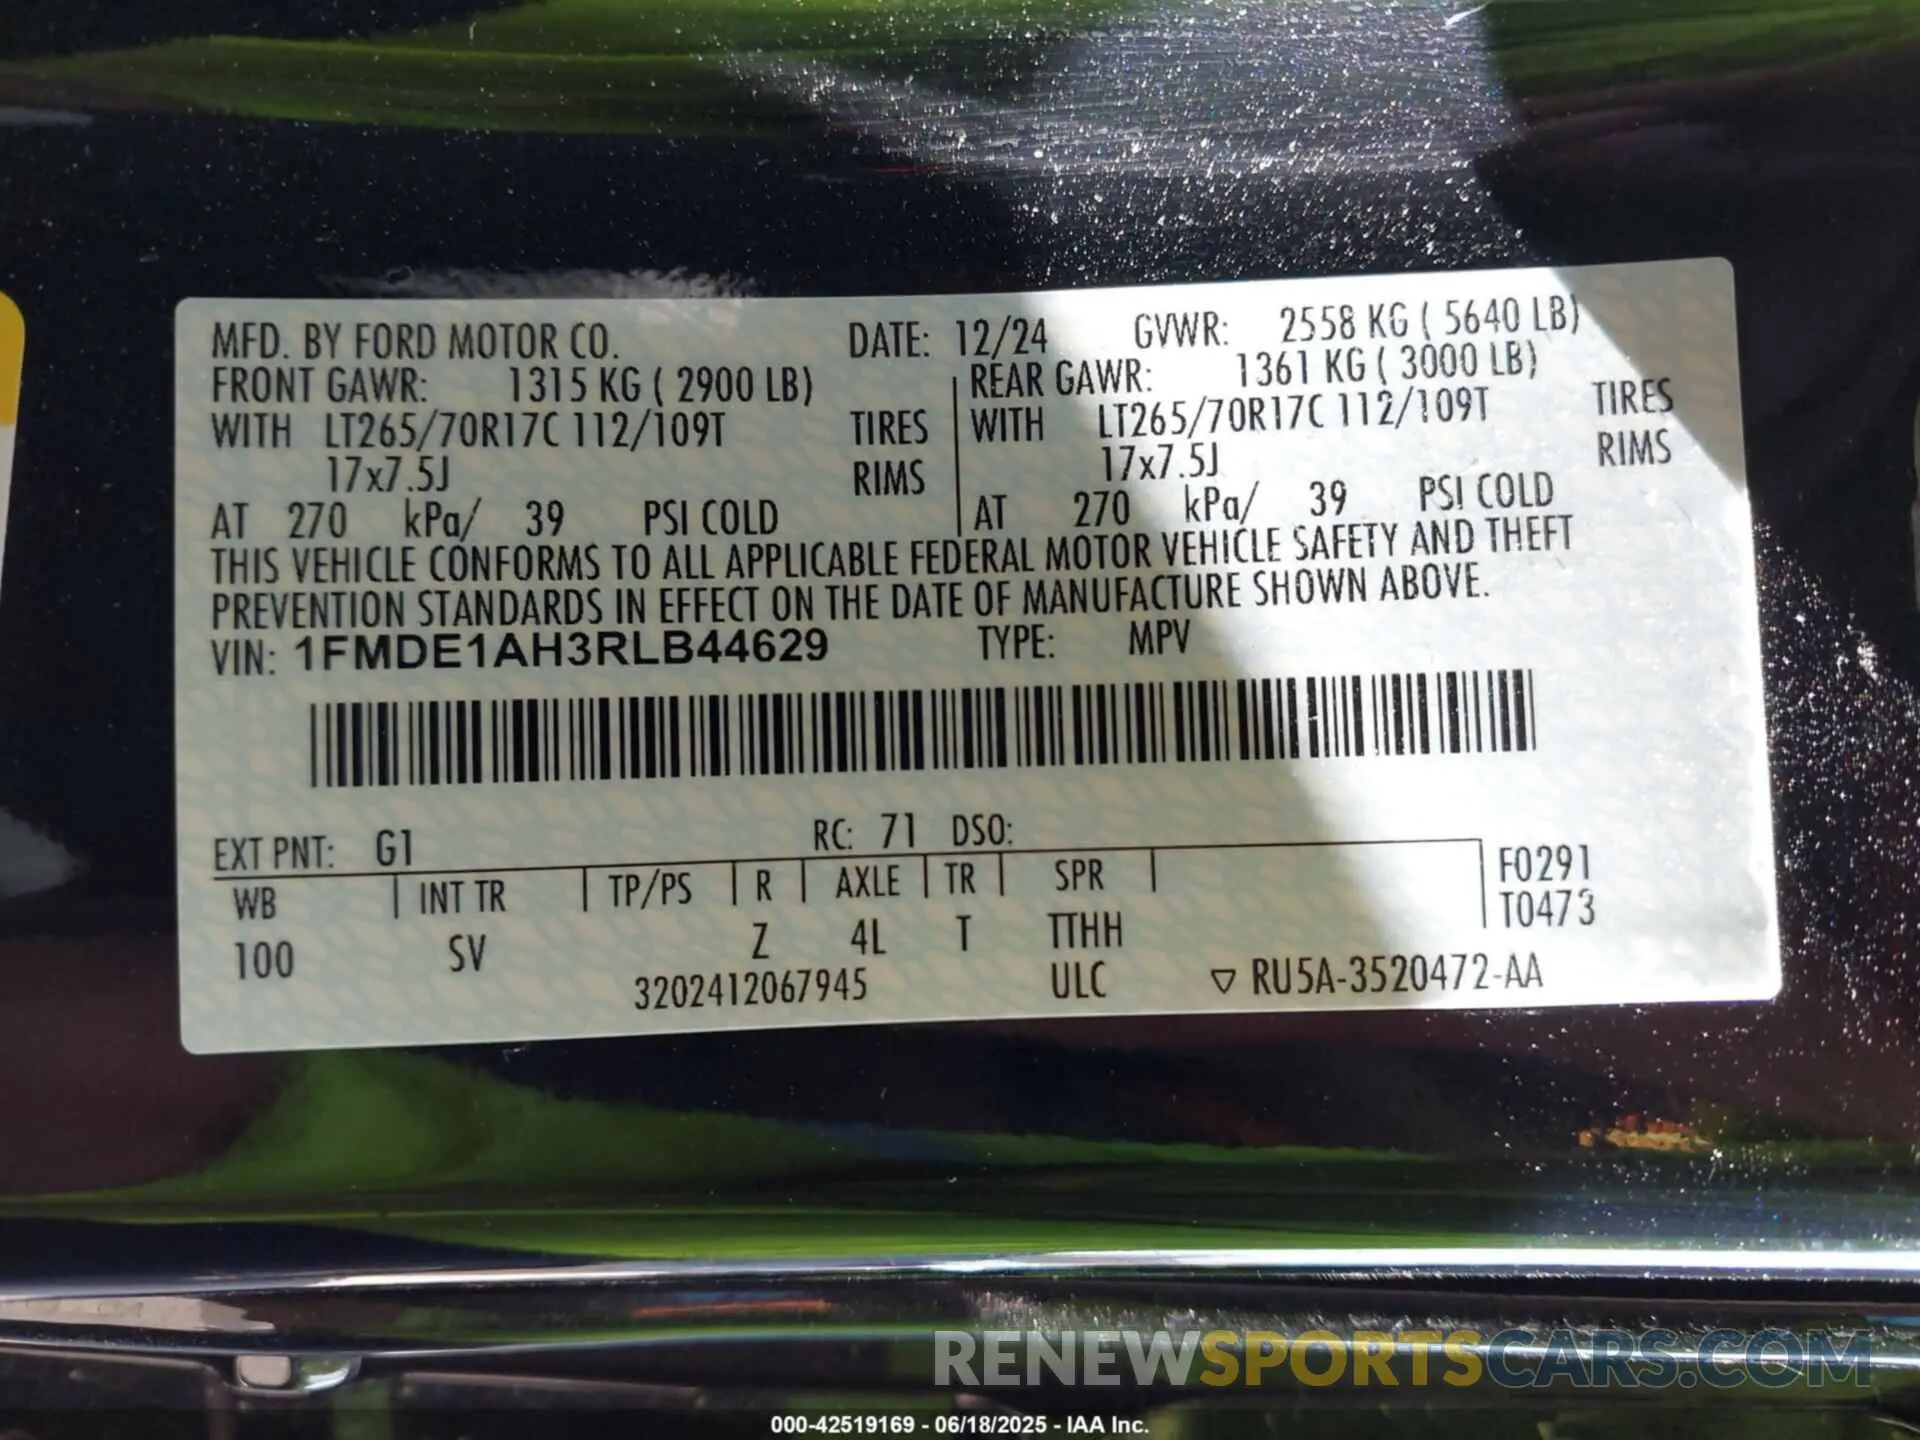 MFD. BY FORD MOTOR CO. DATE: 12/24 GVWR: 2558 KG ( 5640 LB)
FRONT GAWR: 1315 KG ( 2900 LB) REAR GAWR: 1361 KG ( 3000 LB)
WITH LT265/70R17C 112/109T TIRES WITH LT265/70R17C 112/109T TIRES
17x7.5J RIMS 17x7.5J RIMS
AT 270 kPa/ 39 PSI COLD AT 270 kPa/ 39 PSI COLD
THIS VEHICLE CONFORMS TO ALL APPLICABLE FEDERAL MOTOR VEHICLE SAFETY AND THEFT
PREVENTION STANDARDS IN EFFECT ON THE DATE OF MANUFACTURE SHOWN ABOVE.
VIN: 1FMDE1AH3RLB44629 TYPE: MPV
EXT PNT: G1 RC: 71 DSO:
WB INT TR TP/PS R AXLE TR SPR F0291
T0473
100 SV Z 4L T TTHH
3202412067945 ULC ▽ RU5A-3520472-AA
RENEWSPORTSCARS.COM
000-42519169 - 06/18/2025 - IAA Inc.